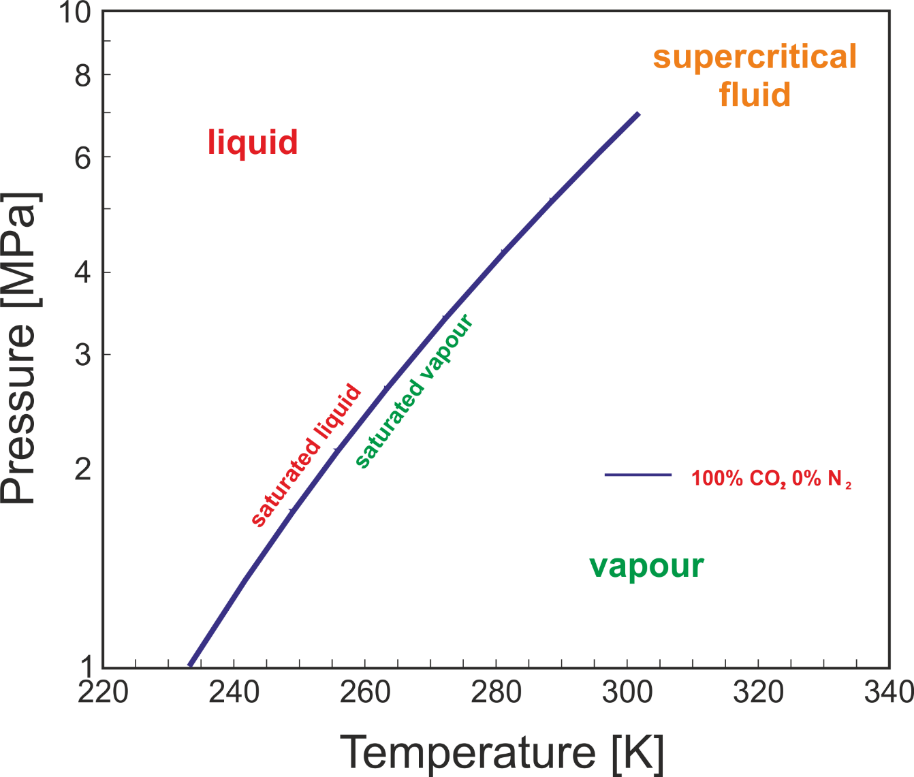 10
8
6
4
3
2
1
Pressure [MPa]
220 240 260 280 300 320 340
Temperature [K]
liquid
supercritical
fluid
saturated liquid
saturated vapour
100% CO₂, 0% N₂
vapour